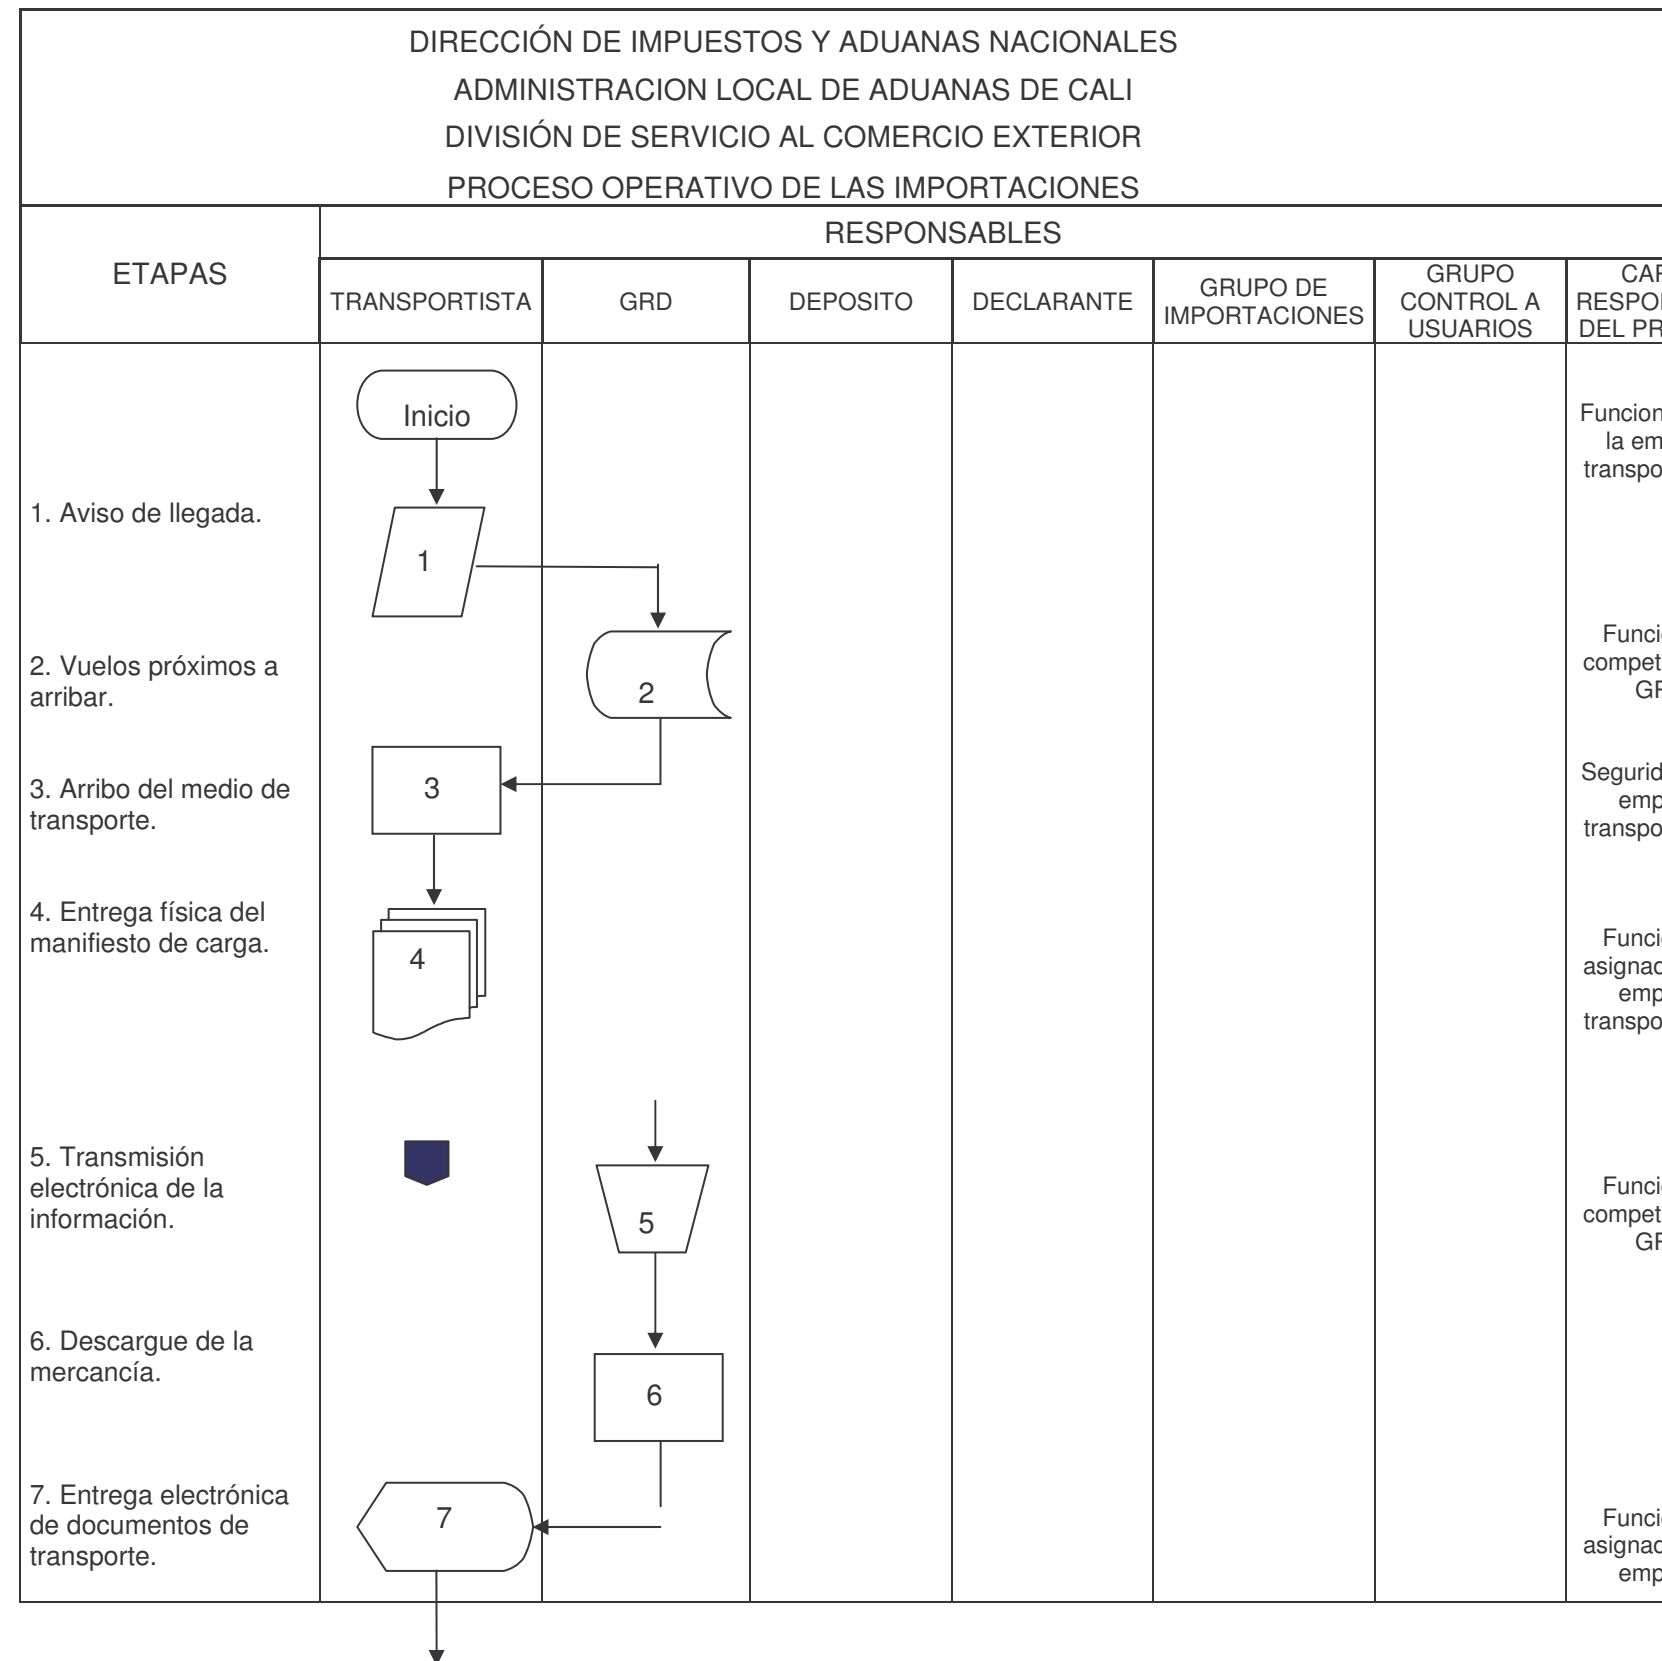 DIRECCIÓN DE IMPUESTOS Y ADUANAS NACIONALES
ADMINISTRACION LOCAL DE ADUANAS DE CALI
DIVISIÓN DE SERVICIO AL COMERCIO EXTERIOR
PROCESO OPERATIVO DE LAS IMPORTACIONES
ETAPAS
RESPONSABLES
TRANSPORTISTA
GRD
DEPOSITO
DECLARANTE
GRUPO DE
IMPORTACIONES
GRUPO
CONTROL A
USUARIOS
DEL
Inicio
la
1. Aviso de llegada.
1
2. Vuelos próximos a
arribar.
2
3. Arribo del medio de
transporte.
3
4. Entrega física del
manifiesto de carga.
4
5. Transmisión
electrónica de la
información.
5
6. Descargue de la
mercancía.
6
7. Entrega electrónica
de documentos de
transporte.
7